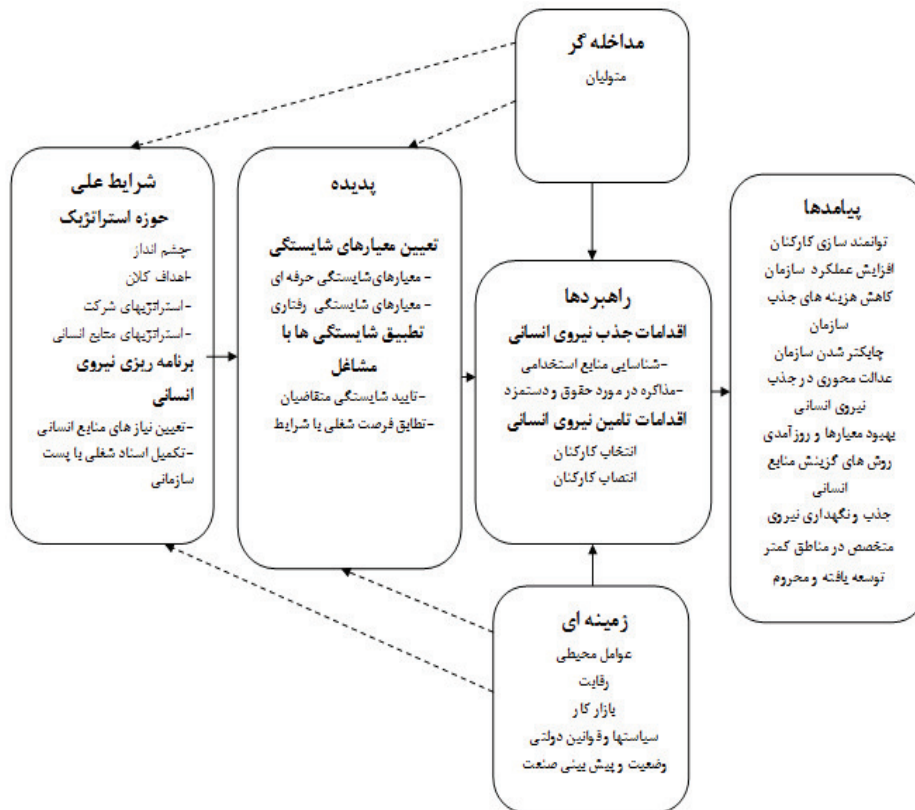 مداخله گر
متولیان
شرایط علی
حوزه استراتژیک
-چشم انداز
-اهداف کلان
-استراتژیهای شرکت
-استراتژیهای منابع انسانی
برنامه ریزی نیروی
انسانی
-تعیین نیاز های منابع انسانی
-تکمیل اسناد شغلی یا پست
سازمانی
پدیده
تعیین معیارهای شایستگی
- معیارهای شایستگی حرفه ای
- معیارهای شایستگی رفتاری
تطبیق شایستگی ها با
مشاغل
-تایید شایستگی متقاضیان
-تطابق فرصت شغلی با شرایط
راهبردها
اقدامات جذب نیروی انسانی
-شناسایی منابع استخدامی
-مذاکره در مورد حقوق و دستمزد
اقدامات تامین نیروی انسانی
انتخاب کارکنان
انتصاب کارکنان
پیامدها
توانمند سازی کارکنان
افزایش عملکرد سازمان
کاهش هزینه های جذب
سازمان
چابکتر شدن سازمان
عدالت محوری در جذب
نیروی انسانی
بهبود معیارها و روزآمدی
روش های گزینش منابع
انسانی
جذب و نگهداری نیروی
متخصص در مناطق کمتر
توسعه یافته و محروم
زمینه ای
عوامل محیطی
رقابت
بازار کار
سیاستها و قوانین دولتی
وضعیت و پیش بینی صنعت